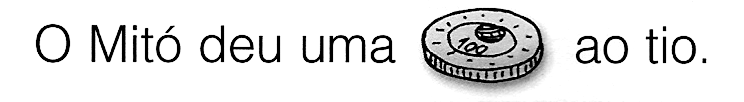 O Mitó deu uma 100 ao tio.